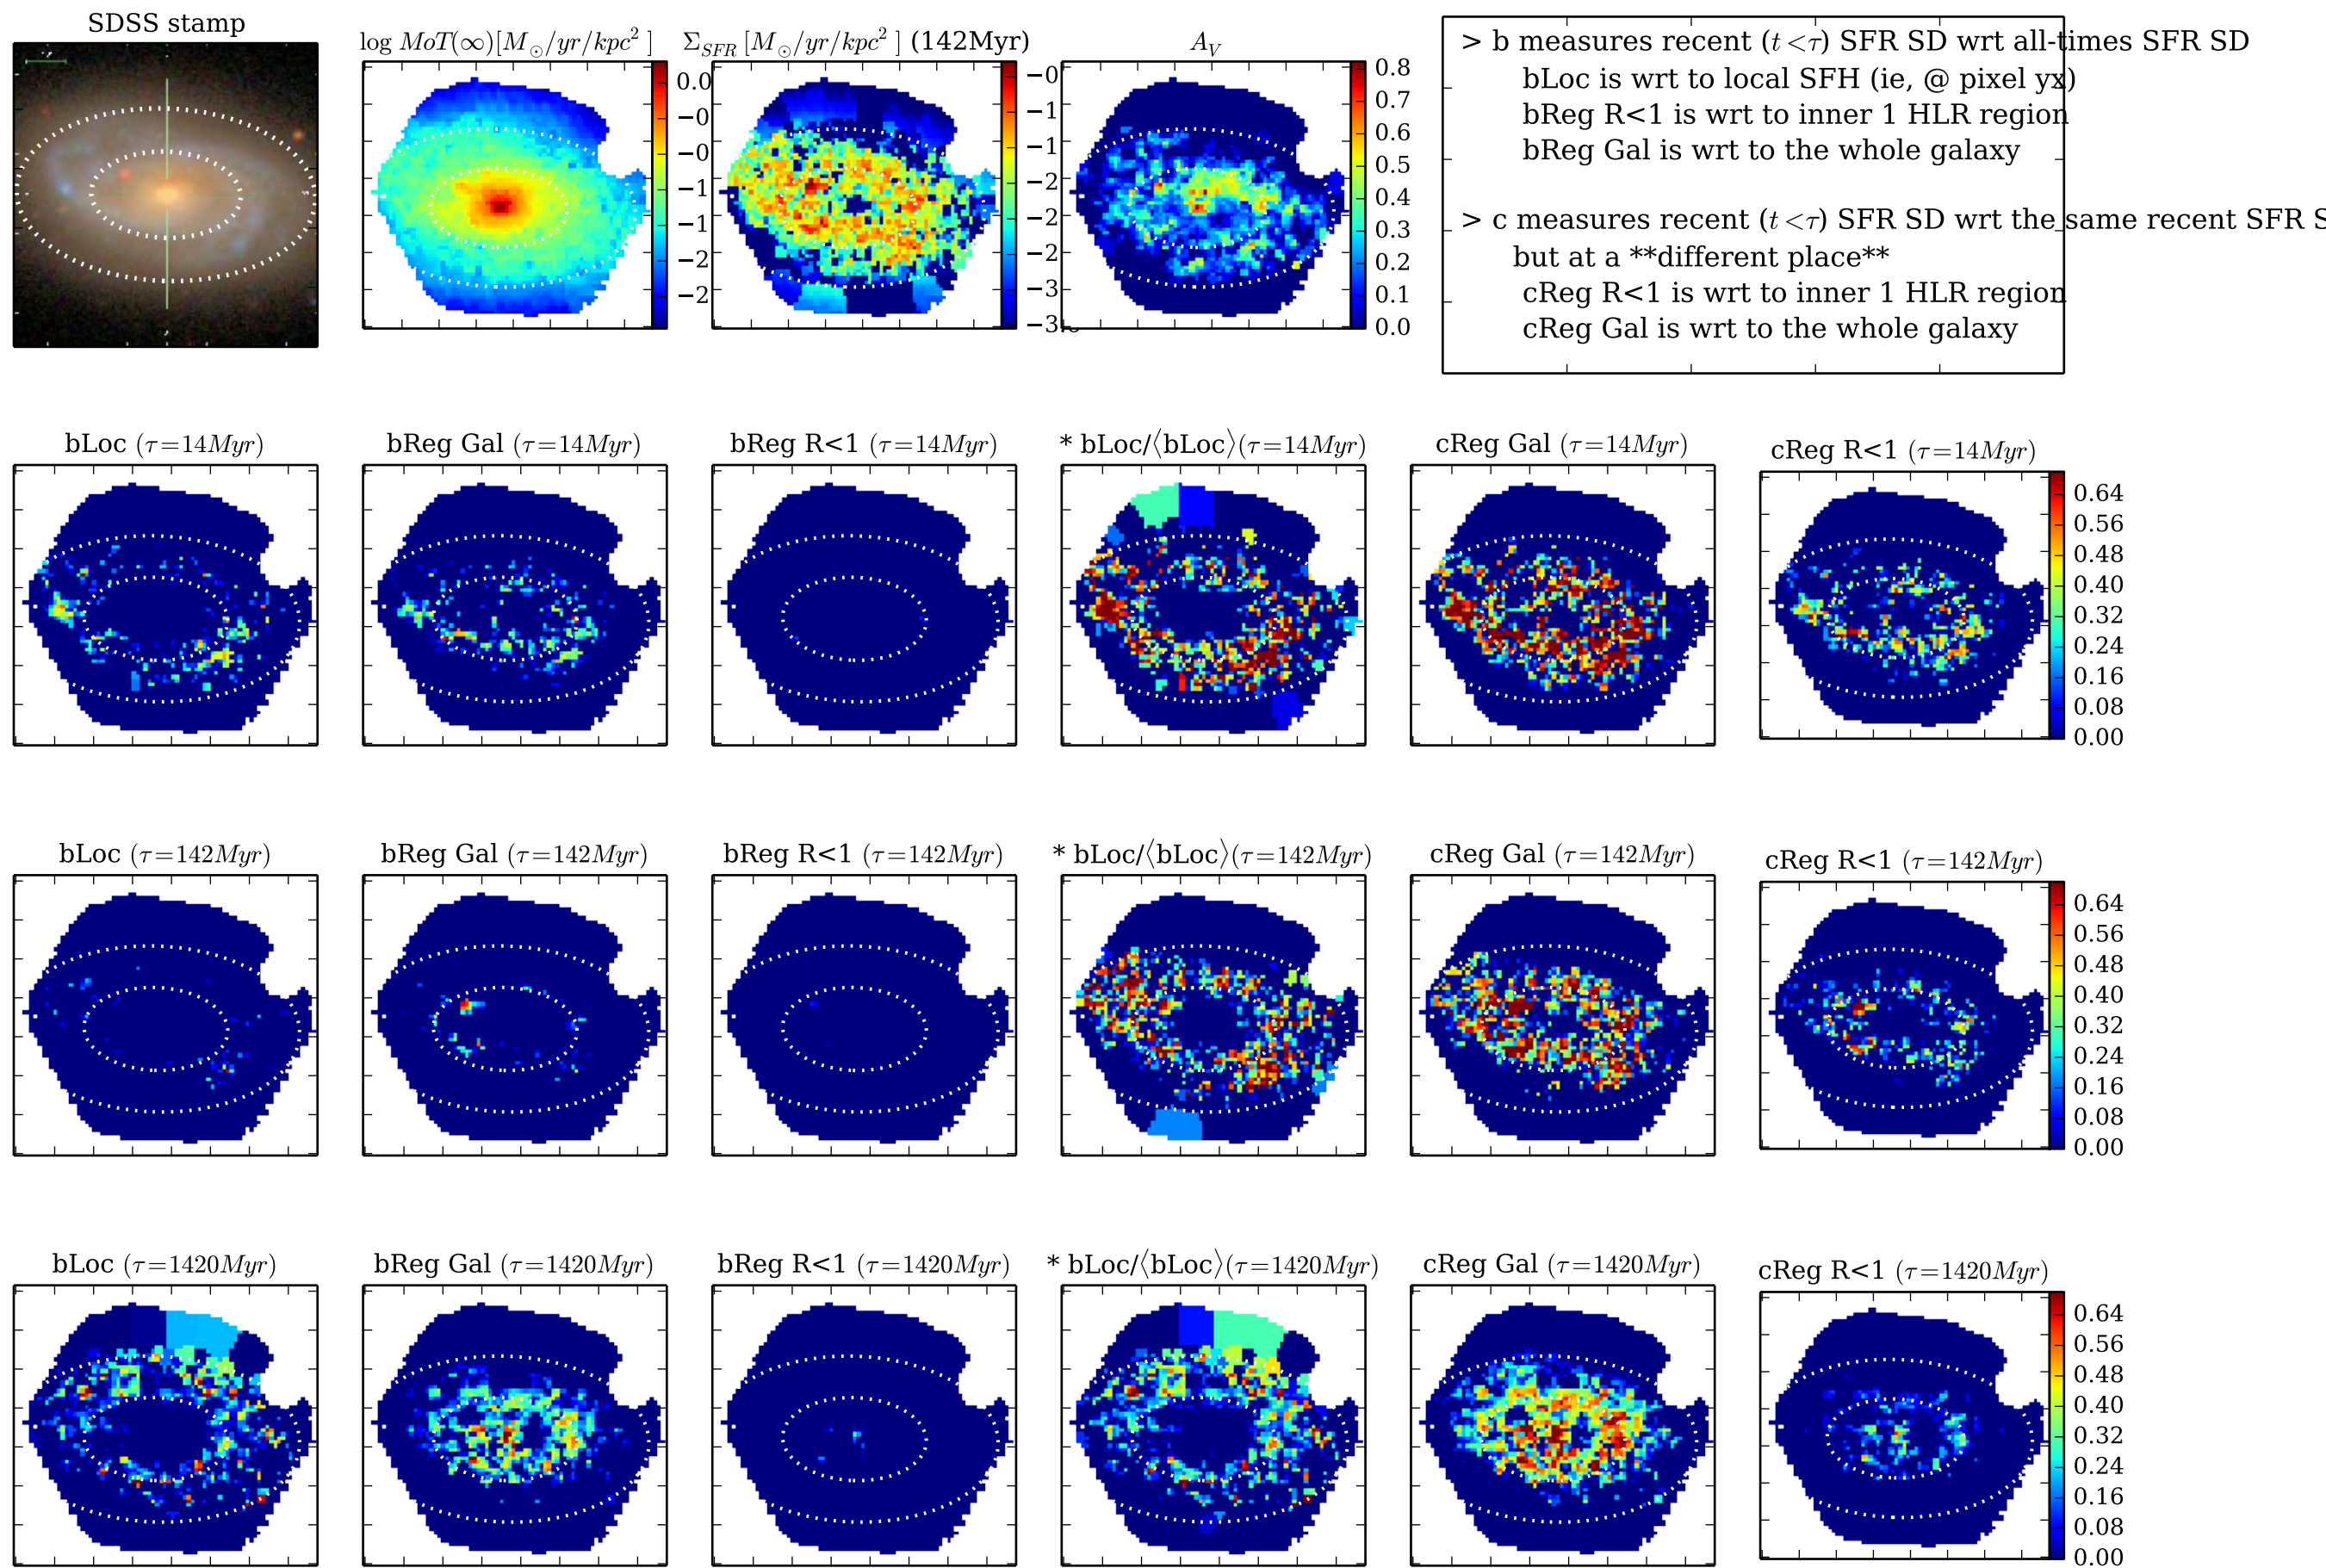 SDSS stamp
log MoT(∞)[M⊙/yr/kpc² ]
Σ_SFR [M⊙/yr/kpc² ] (142Myr)
A_V
0.0
−0
−0
−1
−1
−2
−0
−1
−1
−2
−2
−2
−3
−3.
0.8
0.7
0.6
0.5
0.4
0.3
0.2
0.1
0.0
> b measures recent (t<τ) SFR SD wrt all-times SFR SD
bLoc is wrt to local SFH (ie, @ pixel yx)
bReg R<1 is wrt to inner 1 HLR region
bReg Gal is wrt to the whole galaxy
> c measures recent (t<τ) SFR SD wrt the same recent SFR S
but at a **different place**
cReg R<1 is wrt to inner 1 HLR region
cReg Gal is wrt to the whole galaxy
bLoc (τ=14Myr)
bReg Gal (τ=14Myr)
bReg R<1 (τ=14Myr)
* bLoc/⟨bLoc⟩(τ=14Myr)
cReg Gal (τ=14Myr)
cReg R<1 (τ=14Myr)
0.64
0.56
0.48
0.40
0.32
0.24
0.16
0.08
0.00
bLoc (τ=142Myr)
bReg Gal (τ=142Myr)
bReg R<1 (τ=142Myr)
* bLoc/⟨bLoc⟩(τ=142Myr)
cReg Gal (τ=142Myr)
cReg R<1 (τ=142Myr)
0.64
0.56
0.48
0.40
0.32
0.24
0.16
0.08
0.00
bLoc (τ=1420Myr)
bReg Gal (τ=1420Myr)
bReg R<1 (τ=1420Myr)
* bLoc/⟨bLoc⟩(τ=1420Myr)
cReg Gal (τ=1420Myr)
cReg R<1 (τ=1420Myr)
0.64
0.56
0.48
0.40
0.32
0.24
0.16
0.08
0.00